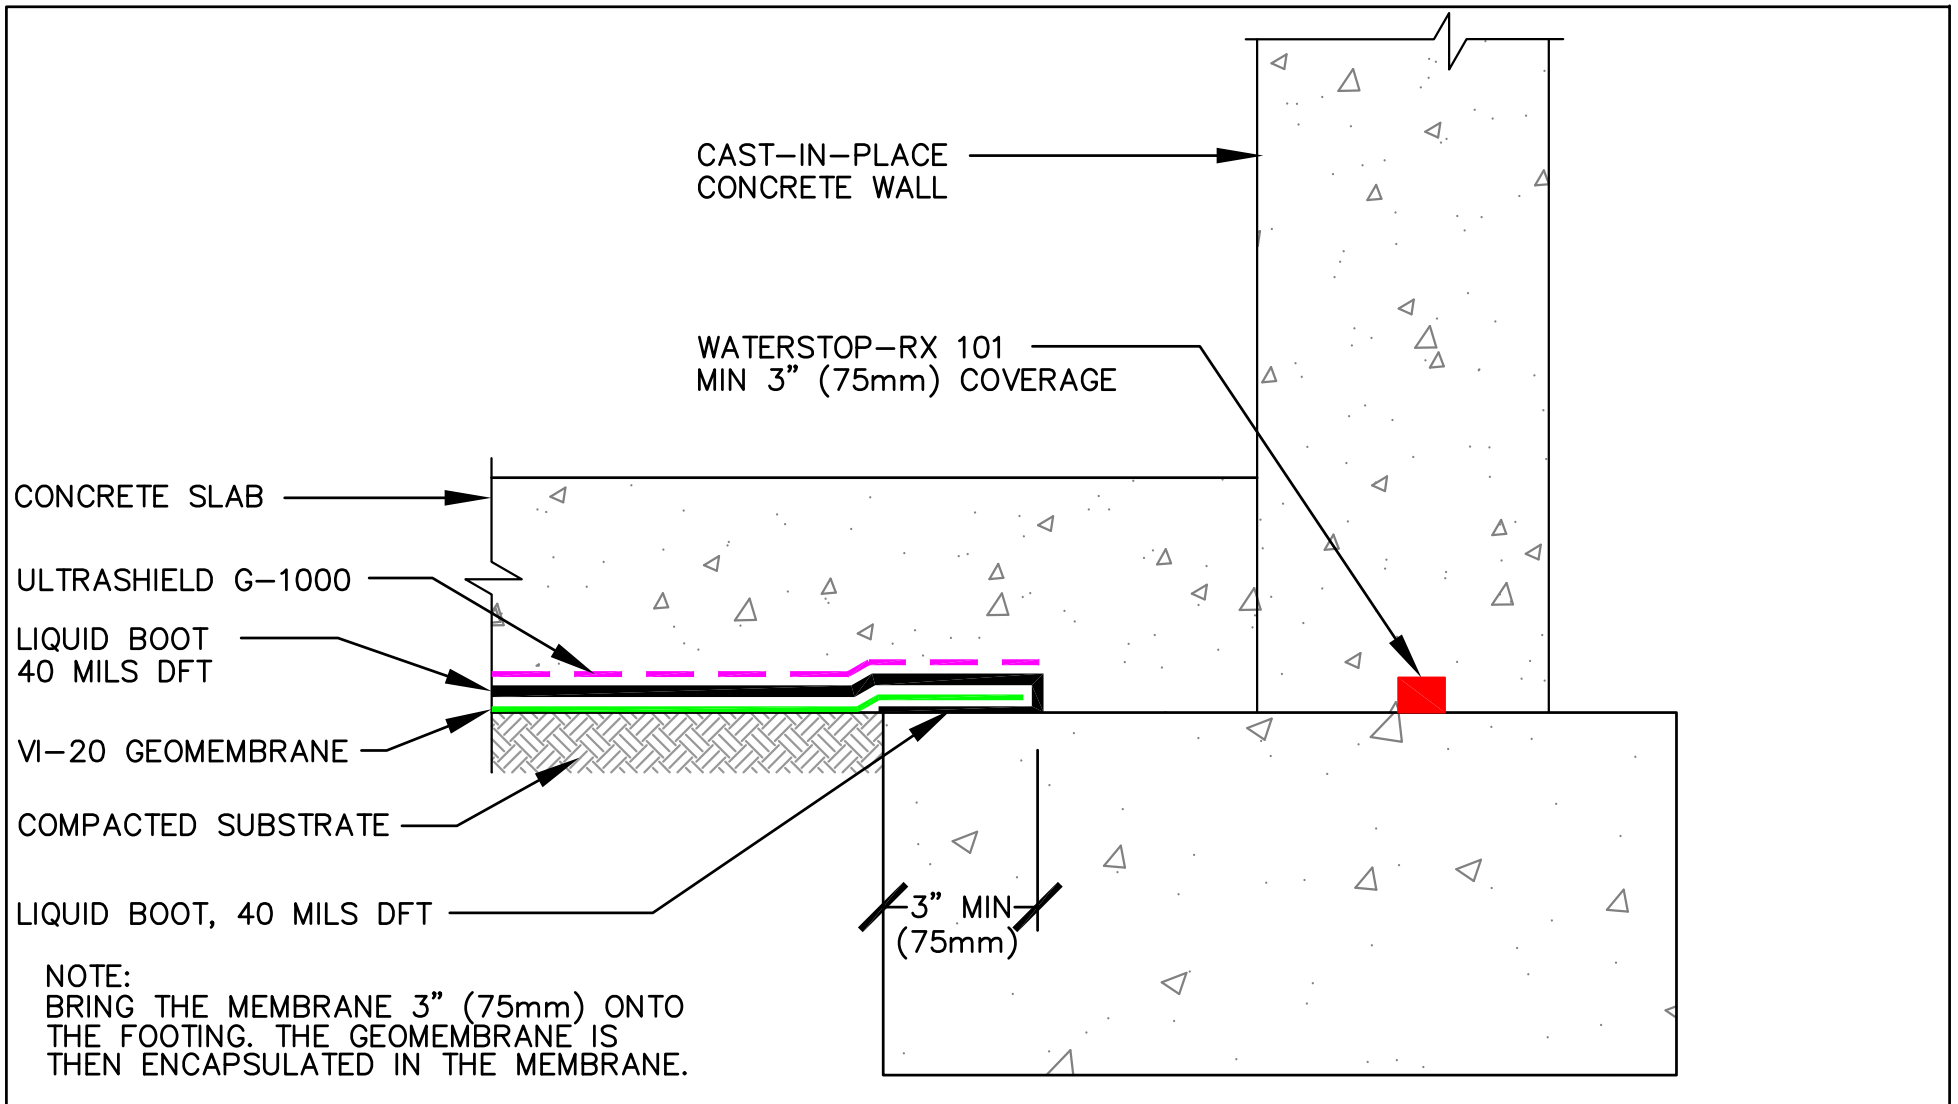 CAST-IN-PLACE
CONCRETE WALL
WATERSTOP-RX 101
MIN 3" (75mm) COVERAGE
CONCRETE SLAB
ULTRASHIELD G-1000
LIQUID BOOT
40 MILS DFT
VI-20 GEOMEMBRANE
COMPACTED SUBSTRATE
LIQUID BOOT, 40 MILS DFT
3" MIN
(75mm)
NOTE:
BRING THE MEMBRANE 3" (75mm) ONTO
THE FOOTING. THE GEOMEMBRANE IS
THEN ENCAPSULATED IN THE MEMBRANE.